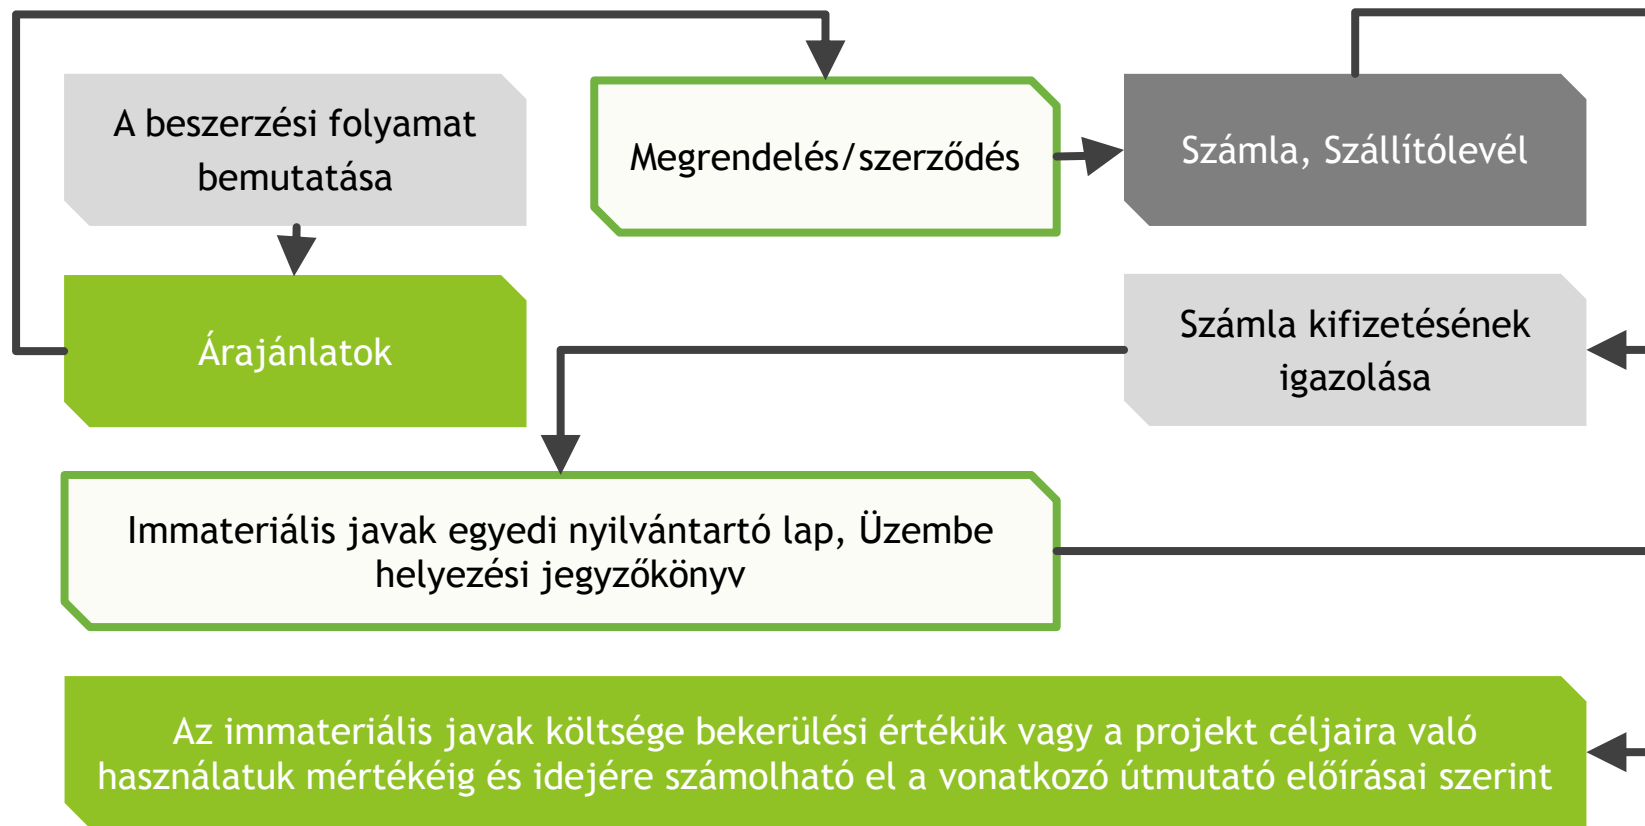 A beszerzési folyamat
bemutatása
Árajánlatok
Megrendelés/szerződés
Számla, Szállítólevél
Számla kifizetésének
igazolása
Immateriális javak egyedi nyilvántartó lap, Üzembe
helyezési jegyzőkönyv
Az immateriális javak költsége bekerülési értékük vagy a projekt céljaira való
használatuk mértékéig és idejére számolható el a vonatkozó útmutató előírásai szerint